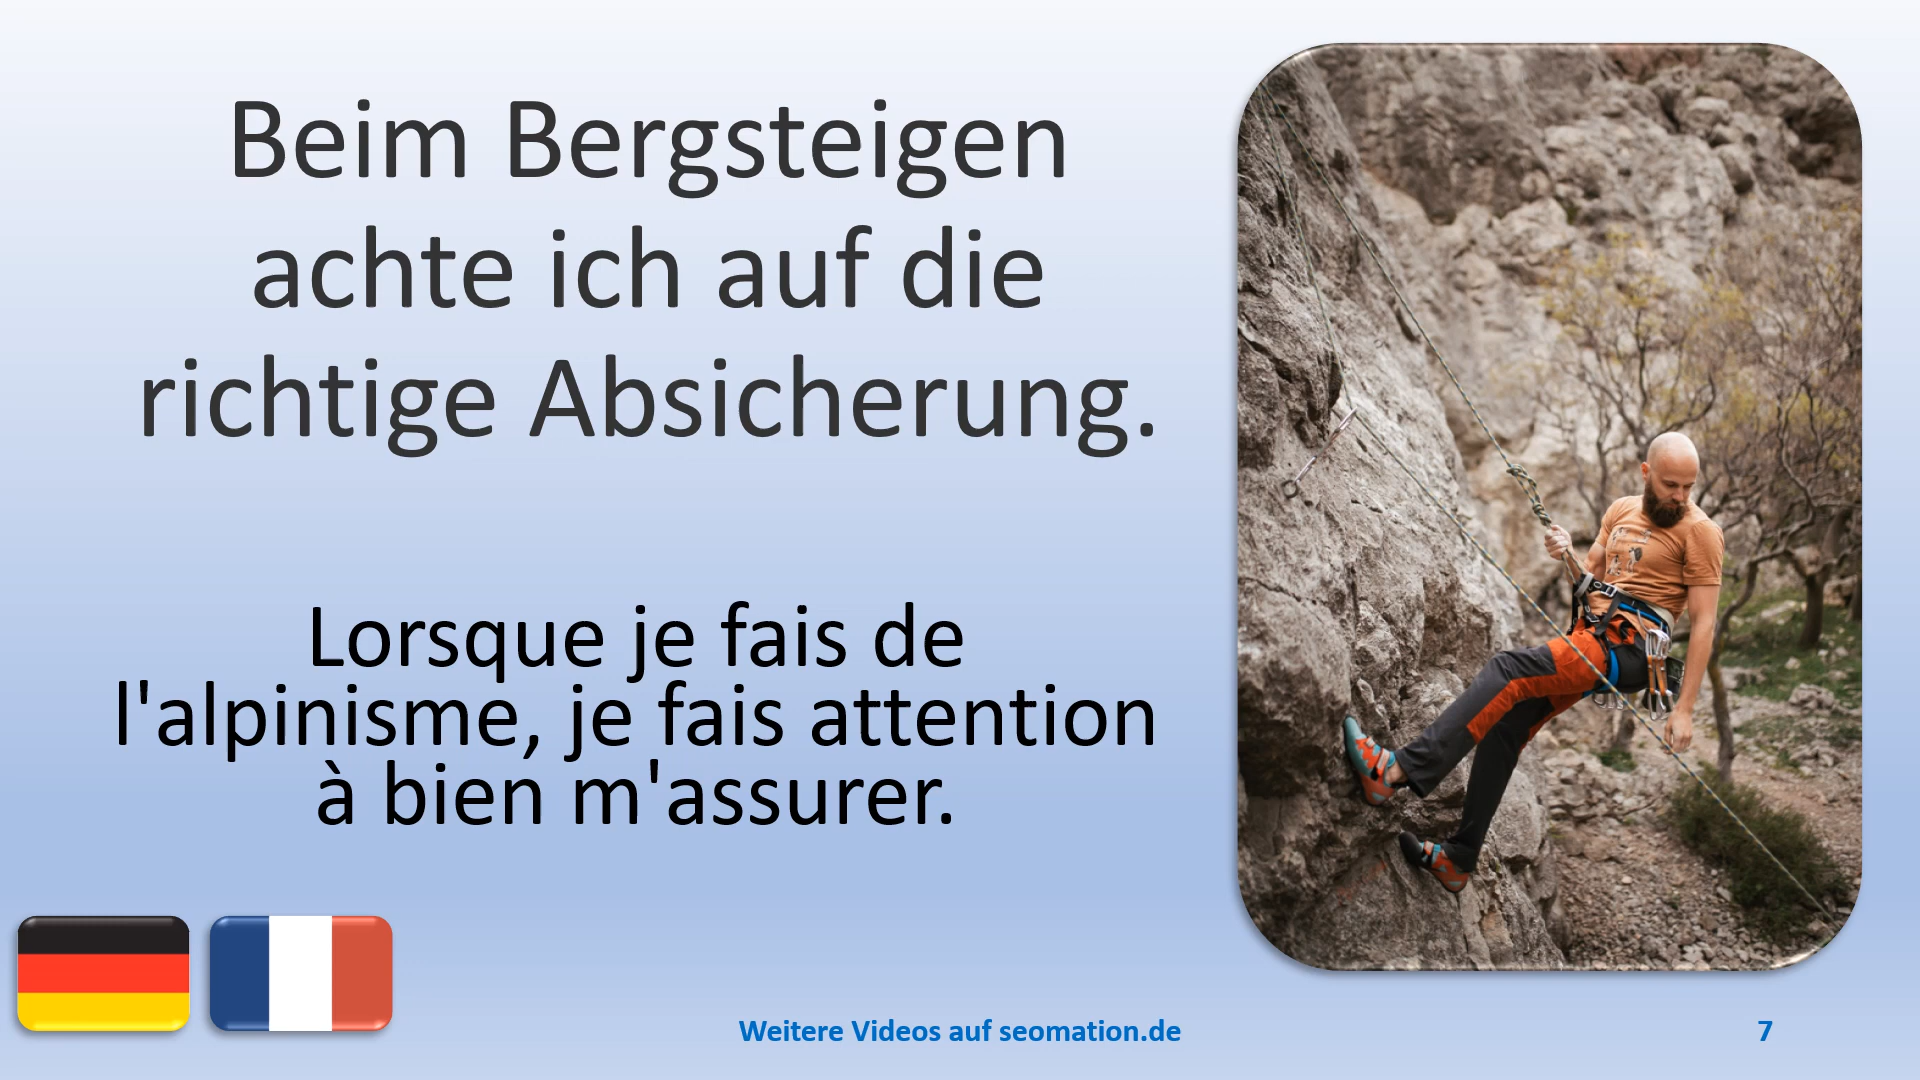 Beim Bergsteigen
achte ich auf die
richtige Absicherung.
Lorsque je fais de
l'alpinisme, je fais attention
à bien m'assurer.
Weitere Videos auf seomation.de
7